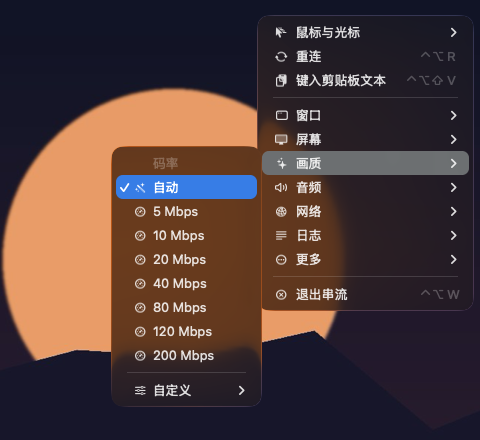 鼠标与光标
重连 ⌃⌥R
键入剪贴板文本 ⌃⌥⇧V
窗口
屏幕
画质
音频
网络
日志
更多
退出串流 ⌃⌥W
码率
自动
5 Mbps
10 Mbps
20 Mbps
40 Mbps
80 Mbps
120 Mbps
200 Mbps
自定义